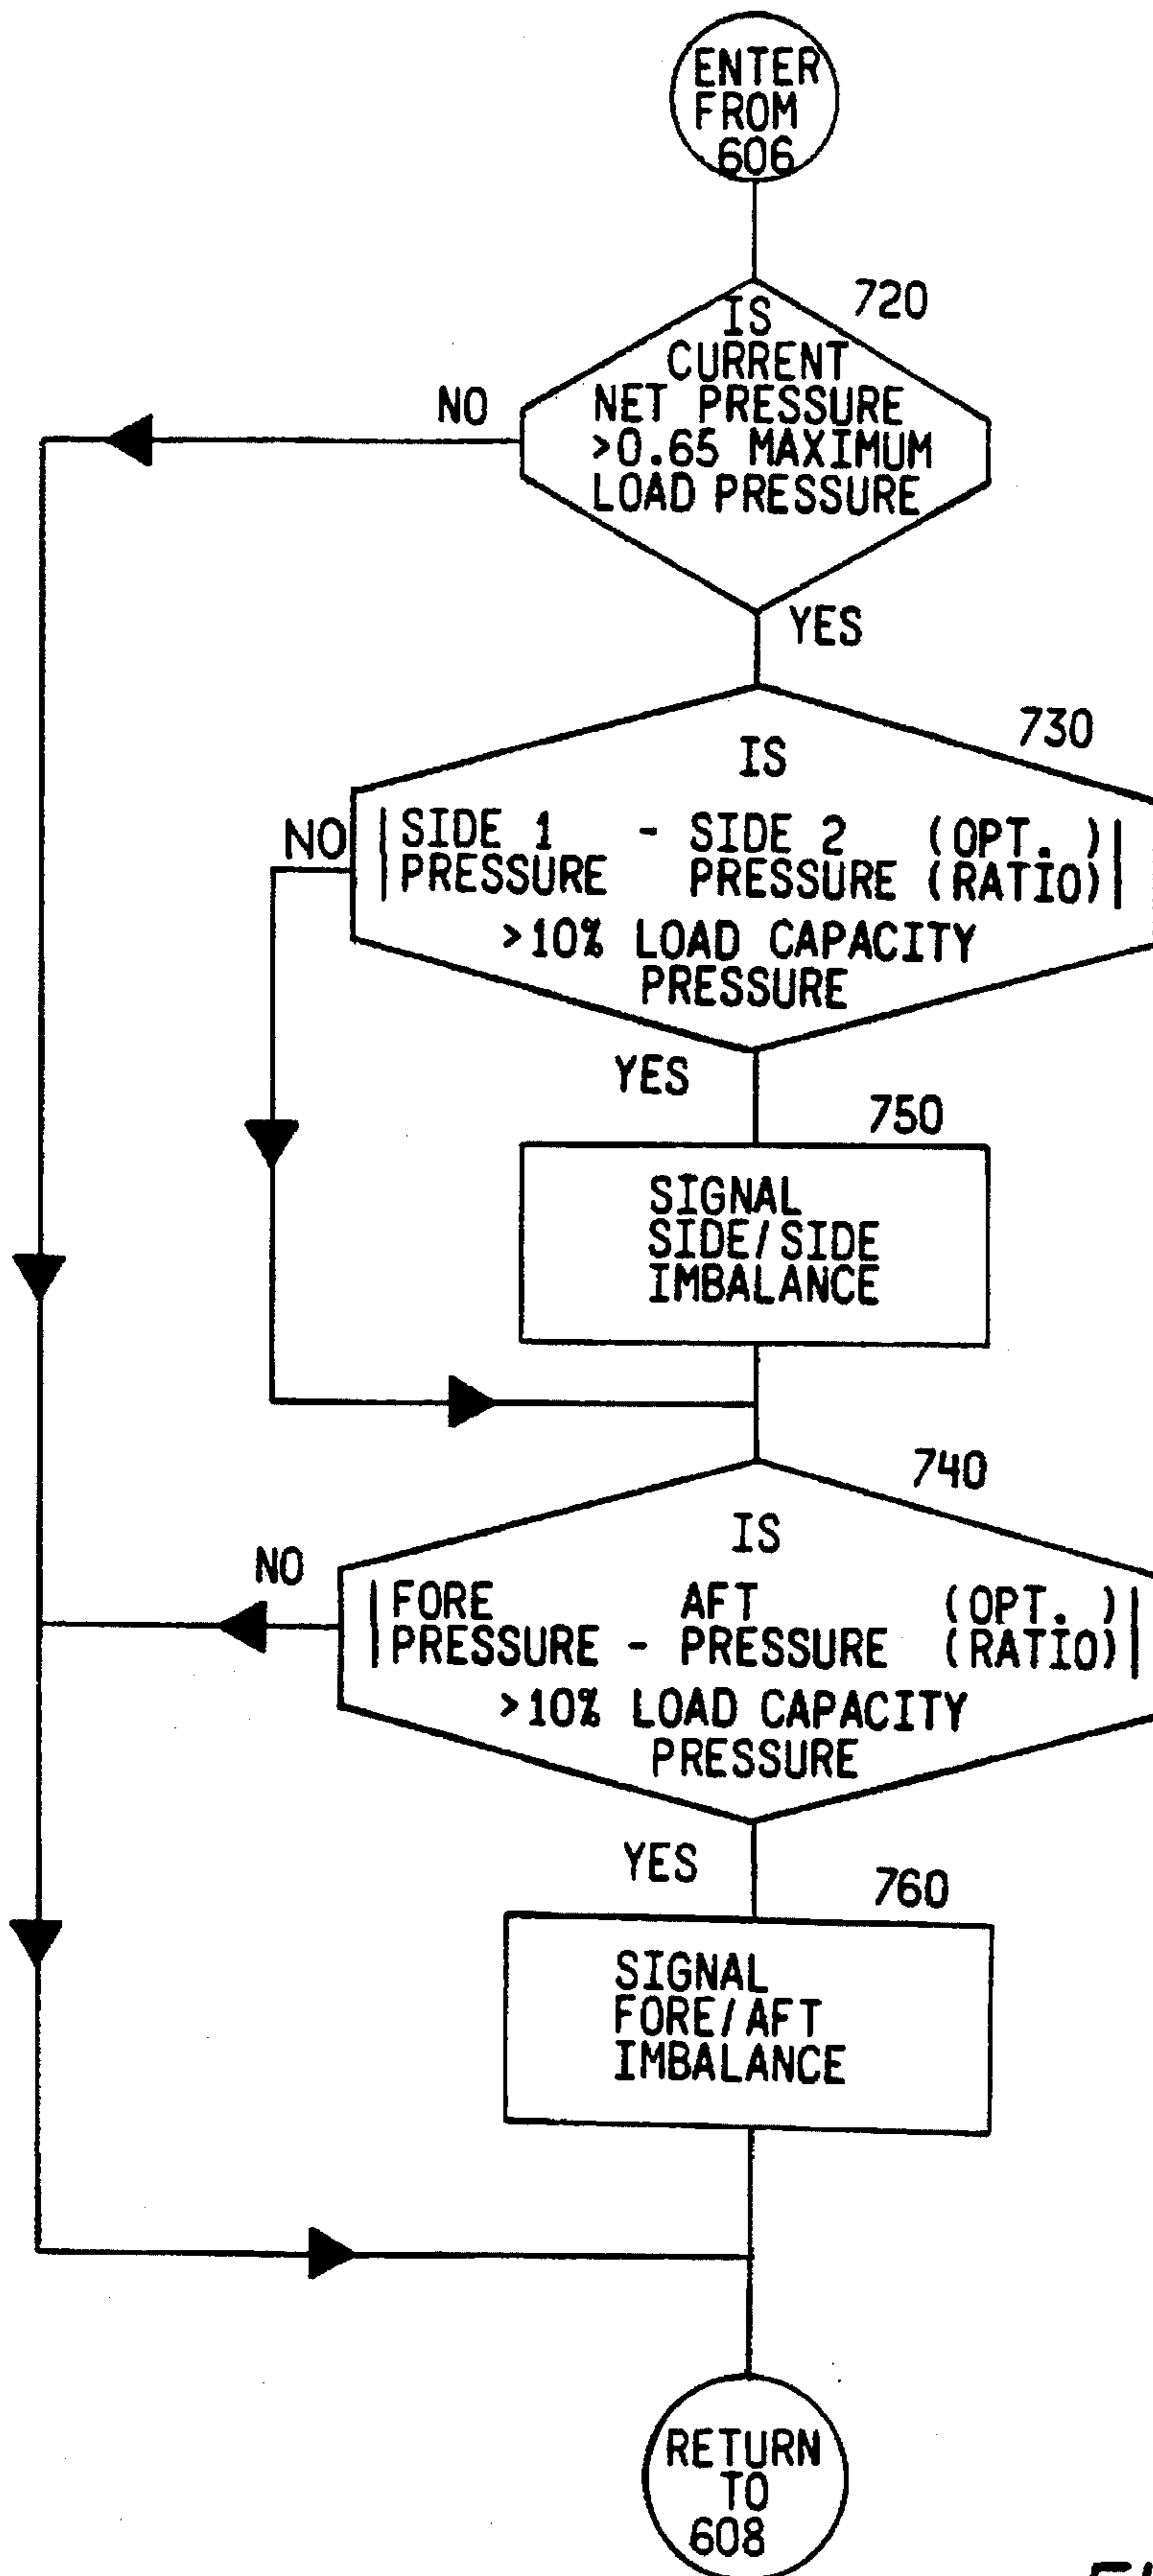 ENTER
FROM
606
720
IS
CURRENT
NET PRESSURE
>0.65 MAXIMUM
LOAD PRESSURE
NO
YES
730
IS
|SIDE 1 - SIDE 2 (OPT. )|
|PRESSURE PRESSURE (RATIO)|
>10% LOAD CAPACITY
PRESSURE
NO
YES
750
SIGNAL
SIDE/SIDE
IMBALANCE
740
IS
|FORE AFT (OPT. )|
|PRESSURE - PRESSURE (RATIO)|
>10% LOAD CAPACITY
PRESSURE
NO
YES
760
SIGNAL
FORE/AFT
IMBALANCE
RETURN
TO
608